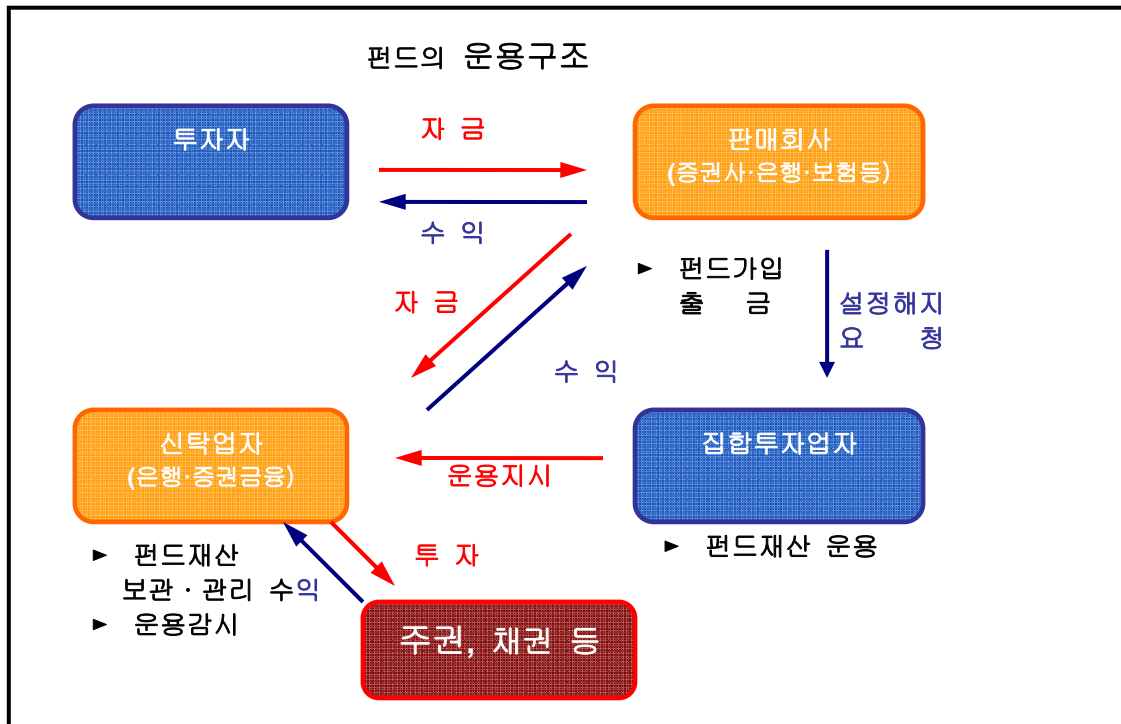 펀드의 운용구조
투자자
자 금
수 익
판매회사
(증권사·은행·보험등)
► 펀드가입
출 금
설정해지
요 청
자 금
수 익
신탁업자
(은행·증권금융)
운용지시
집합투자업자
► 펀드재산 운용
► 펀드재산
보관 · 관리 수익
► 운용감시
투 자
주권, 채권 등